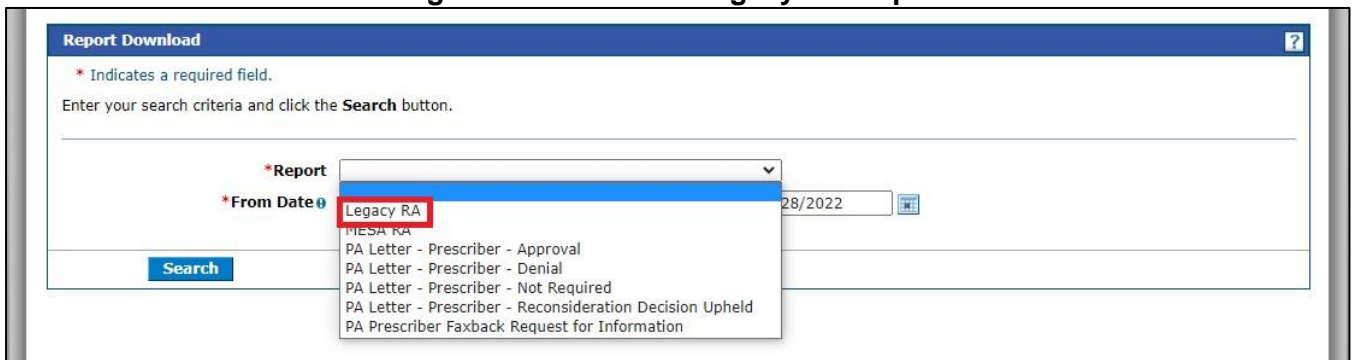 Report Download
?
* Indicates a required field.
Enter your search criteria and click the Search button.
*Report
*From Date
28/2022
Legacy RA
MESA RA
PA Letter - Prescriber - Approval
PA Letter - Prescriber - Denial
PA Letter - Prescriber - Not Required
PA Letter - Prescriber - Reconsideration Decision Upheld
PA Prescriber Faxback Request for Information
Search